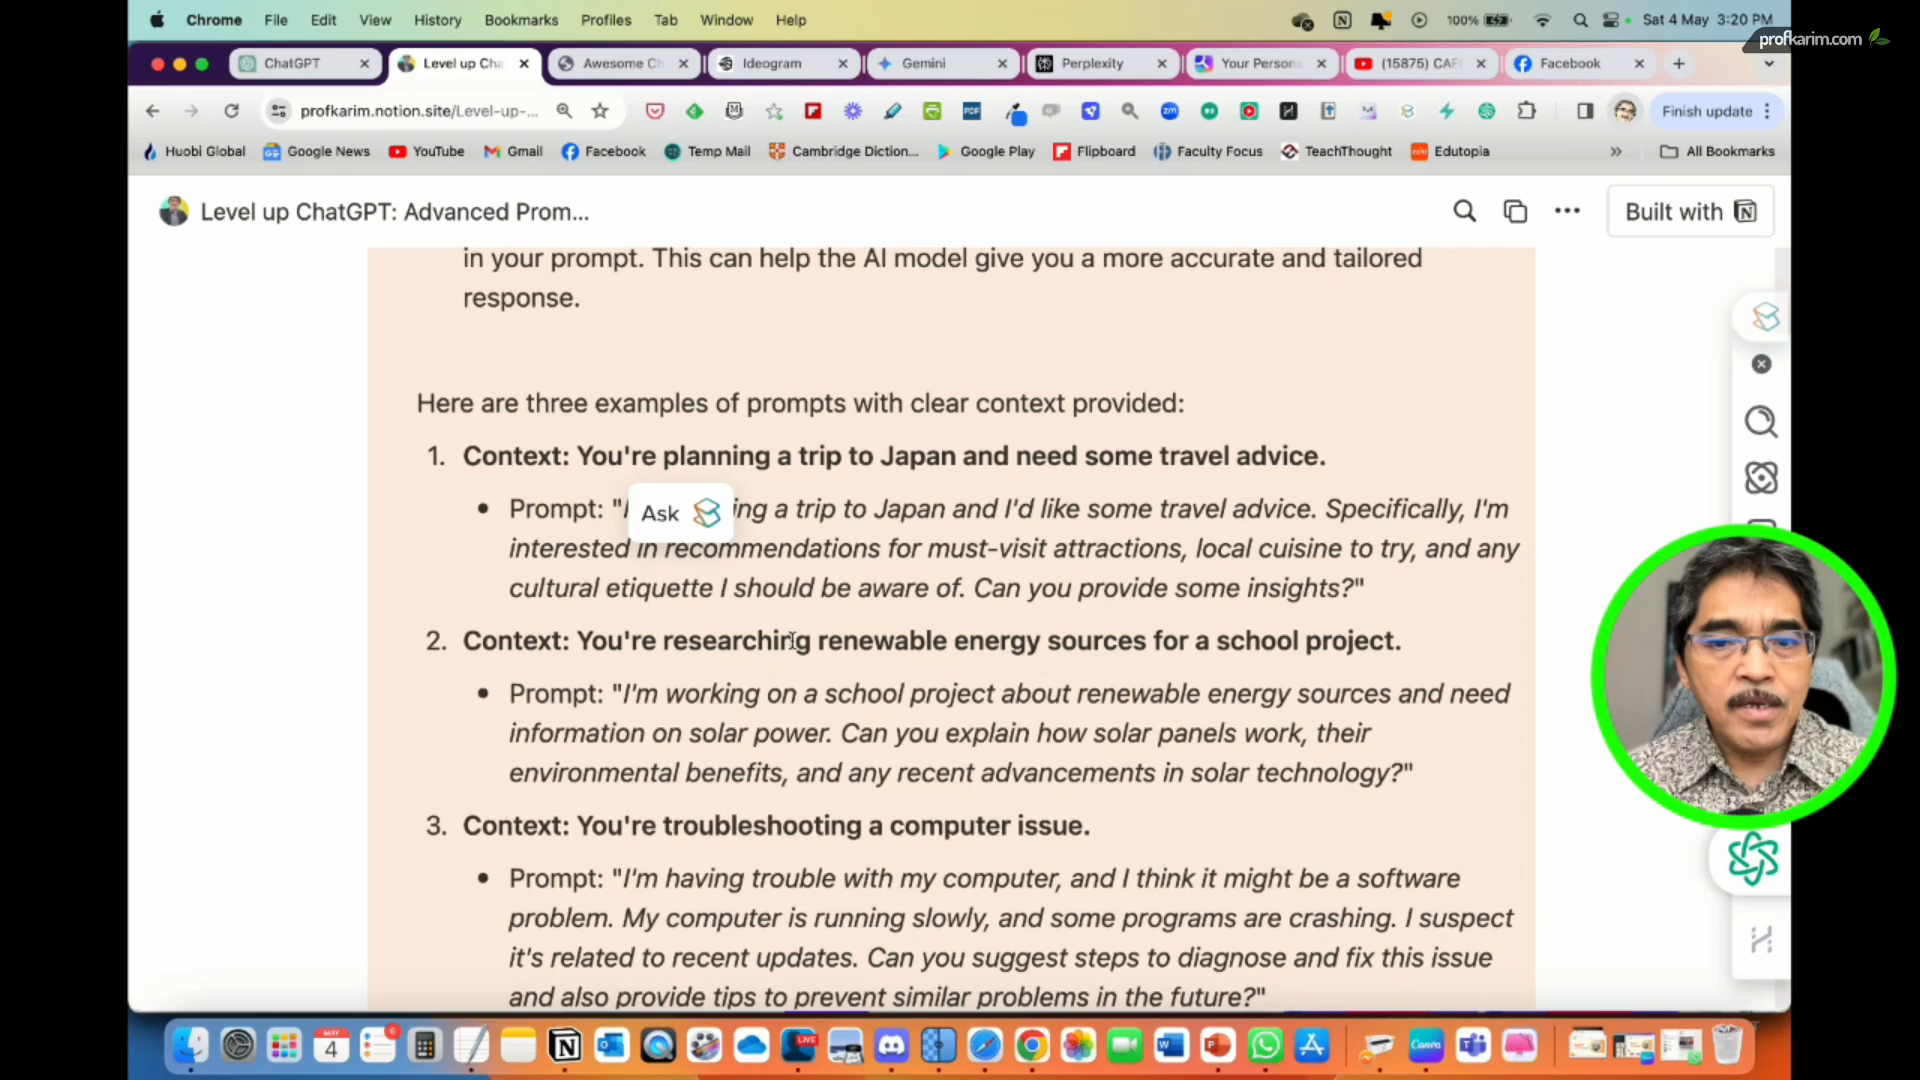 Chrome File Edit View History Bookmarks Profiles Tab Window Help 100% Sat 4 May 3:20 PM
profkarim.com
ChatGPT Level up Cha Awesome Ch Ideogram Gemini Perplexity Your Persona (15875) CAF Facebook
profkarim.notion.site/Level-up-... Finish update
Huobi Global Google News YouTube Gmail Facebook Temp Mail Cambridge Diction... Google Play Flipboard Faculty Focus TeachThought Edutopia All Bookmarks
Level up ChatGPT: Advanced Prom... Built with
in your prompt. This can help the AI model give you a more accurate and tailored
response.
Here are three examples of prompts with clear context provided:
1. Context: You're planning a trip to Japan and need some travel advice.
Prompt: "I Ask ing a trip to Japan and I'd like some travel advice. Specifically, I'm
interested in recommendations for must-visit attractions, local cuisine to try, and any
cultural etiquette I should be aware of. Can you provide some insights?"
2. Context: You're researching renewable energy sources for a school project.
Prompt: "I'm working on a school project about renewable energy sources and need
information on solar power. Can you explain how solar panels work, their
environmental benefits, and any recent advancements in solar technology?"
3. Context: You're troubleshooting a computer issue.
Prompt: "I'm having trouble with my computer, and I think it might be a software
problem. My computer is running slowly, and some programs are crashing. I suspect
it's related to recent updates. Can you suggest steps to diagnose and fix this issue
and also provide tips to prevent similar problems in the future?"